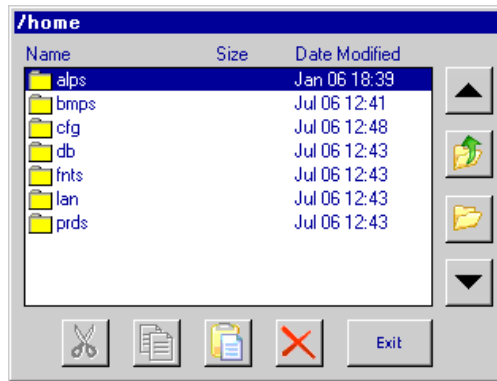 /home
Name Size Date Modified
alps Jan 06 18:39
bmps Jul 06 12:41
cfg Jul 06 12:48
db Jul 06 12:43
fnts Jul 06 12:43
lan Jul 06 12:43
prds Jul 06 12:43
Exit